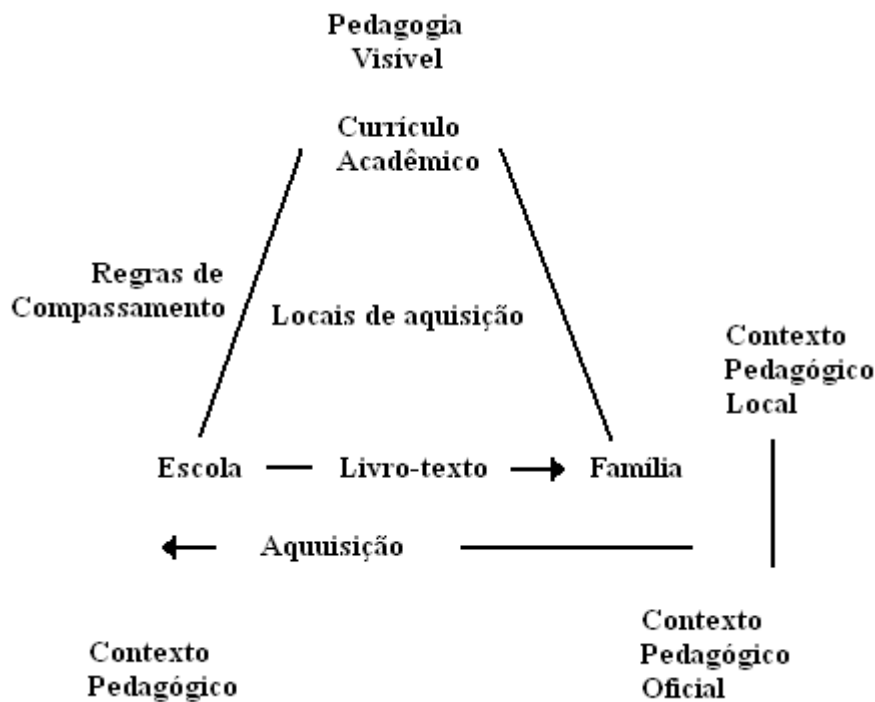 Pedagogia
Visível
Currículo
Acadêmico
Regras de
Compassamento
Locais de aquisição
Contexto
Pedagógico
Local
Escola
Livro-texto
Família
Aquuisição
Contexto
Pedagógico
Contexto
Pedagógico
Oficial